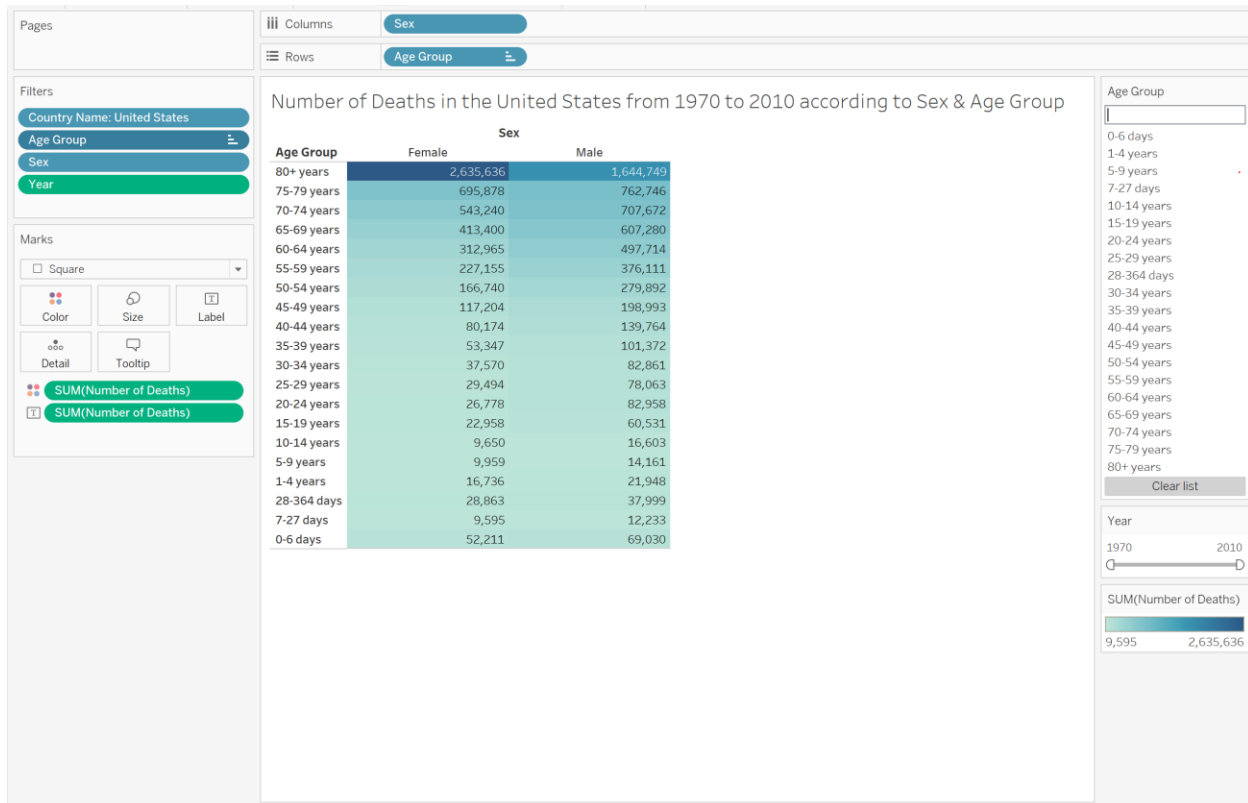 Pages
Columns Sex
Rows Age Group
Filters
Country Name: United States
Age Group
Sex
Year
Marks
Square
Color Size Label
Detail Tooltip
SUM(Number of Deaths)
SUM(Number of Deaths)
Number of Deaths in the United States from 1970 to 2010 according to Sex & Age Group
Sex
Age Group Female Male
80+ years 2,635,636 1,644,749
75-79 years 695,878 762,746
70-74 years 543,240 707,672
65-69 years 413,400 607,280
60-64 years 312,965 497,714
55-59 years 227,155 376,111
50-54 years 166,740 279,892
45-49 years 117,204 198,993
40-44 years 80,174 139,764
35-39 years 53,347 101,372
30-34 years 37,570 82,861
25-29 years 29,494 78,063
20-24 years 26,778 82,958
15-19 years 22,958 60,531
10-14 years 9,650 16,603
5-9 years 9,959 14,161
1-4 years 16,736 21,948
28-364 days 28,863 37,999
7-27 days 9,595 12,233
0-6 days 52,211 69,030
Age Group
0-6 days
1-4 years
5-9 years
7-27 days
10-14 years
15-19 years
20-24 years
25-29 years
28-364 days
30-34 years
35-39 years
40-44 years
45-49 years
50-54 years
55-59 years
60-64 years
65-69 years
70-74 years
75-79 years
80+ years
Clear list
Year
1970 2010
SUM(Number of Deaths)
9,595 2,635,636